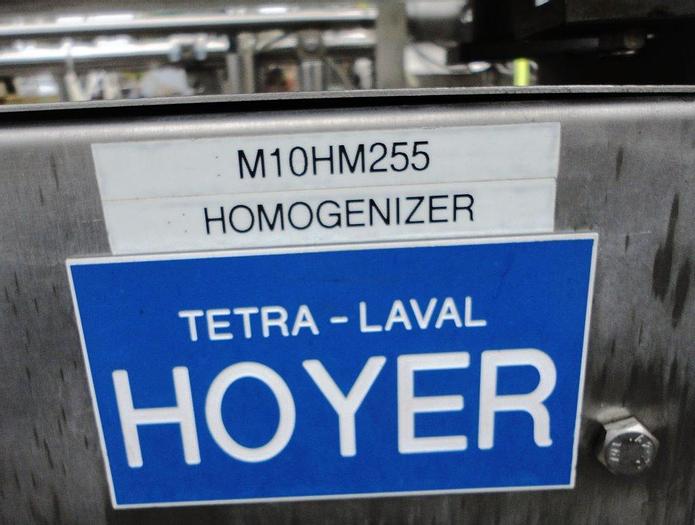 M10HM255
HOMOGENIZER
TETRA - LAVAL
HOYER